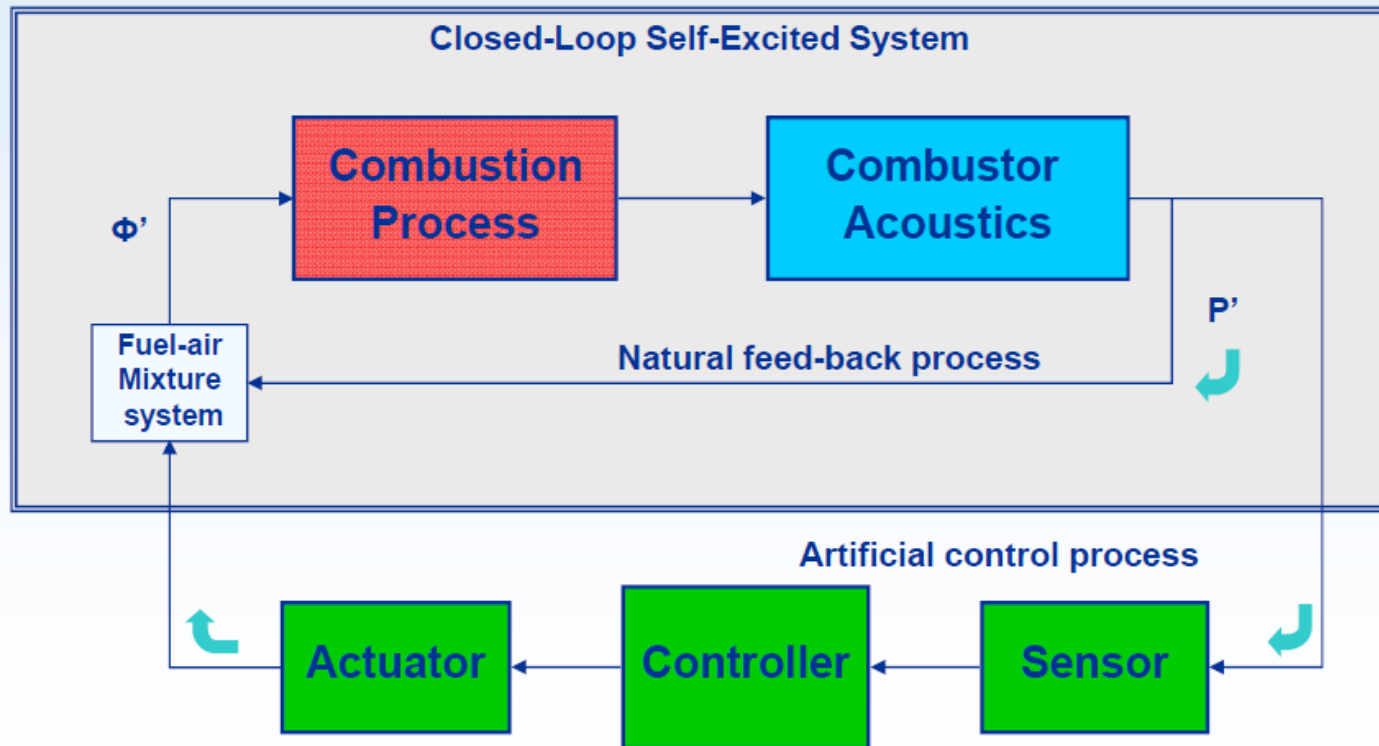 Closed-Loop Self-Excited System
Combustion
Process
Combustor
Acoustics
Φ’
P’
Fuel-air
Mixture
system
Natural feed-back process
Artificial control process
Actuator
Controller
Sensor